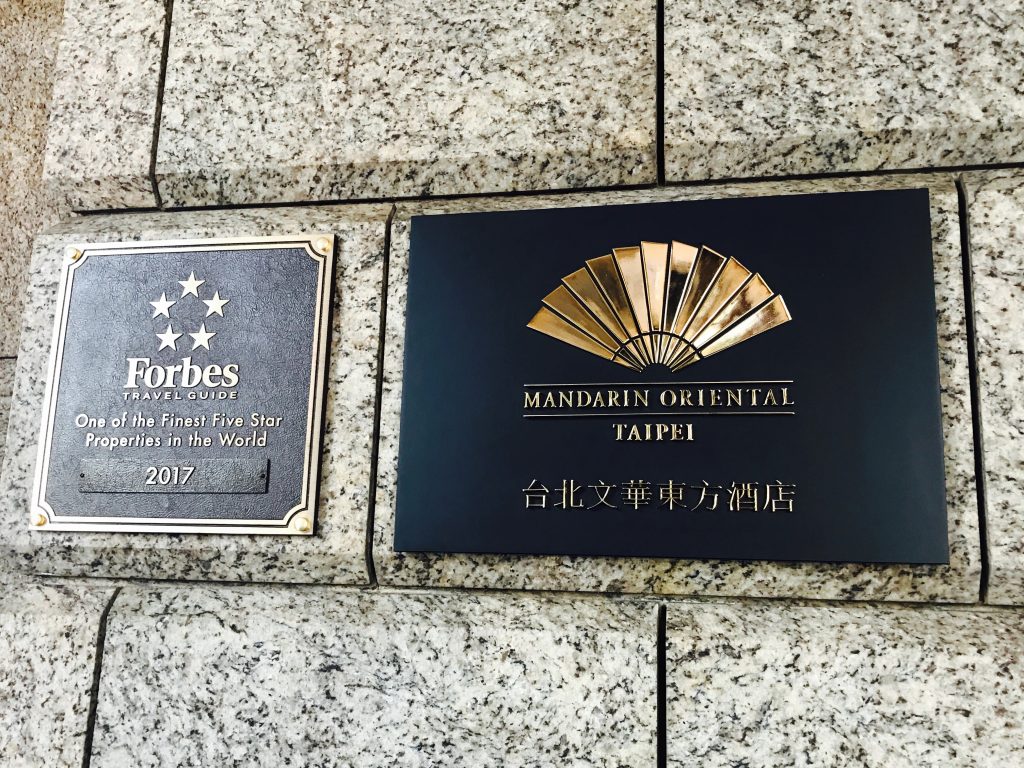 Forbes
TRAVEL GUIDE
One of the Finest Five Star
Properties in the World
2017
MANDARIN ORIENTAL
TAIPEI
台北文華東方酒店